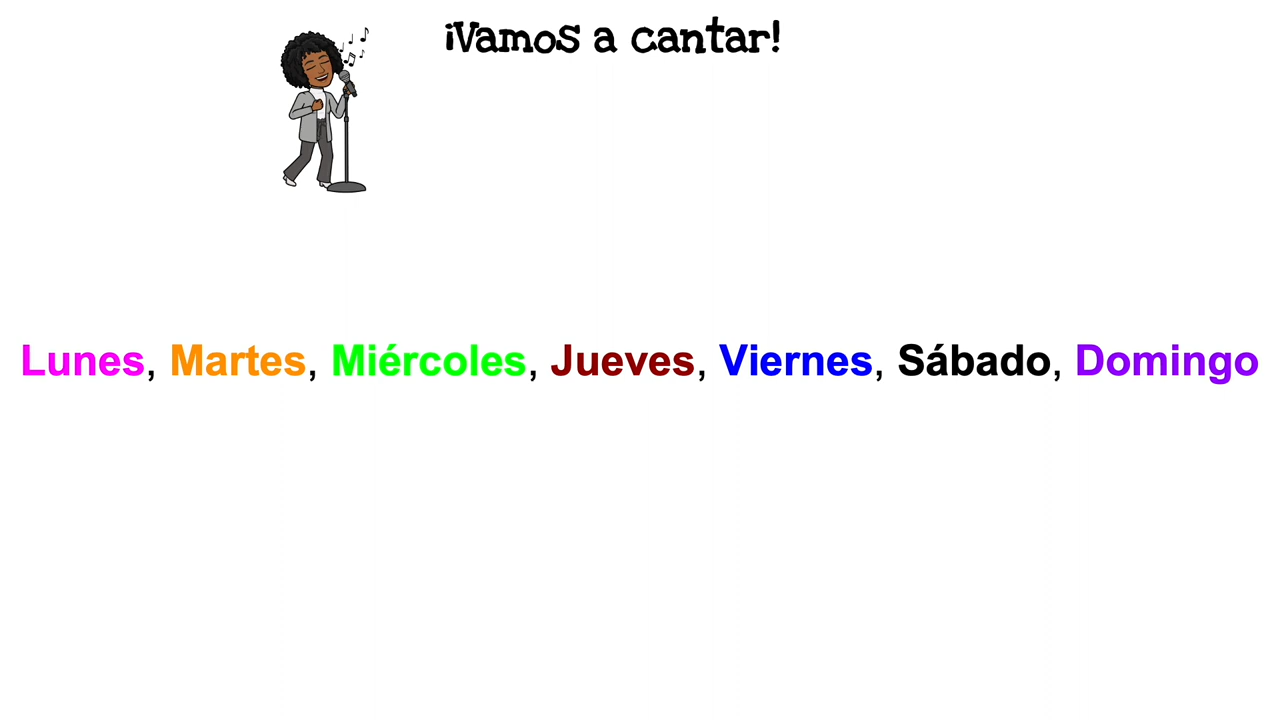 ¡Vamos a cantar!
Lunes, Martes, Miércoles, Jueves, Viernes, Sábado, Domingo